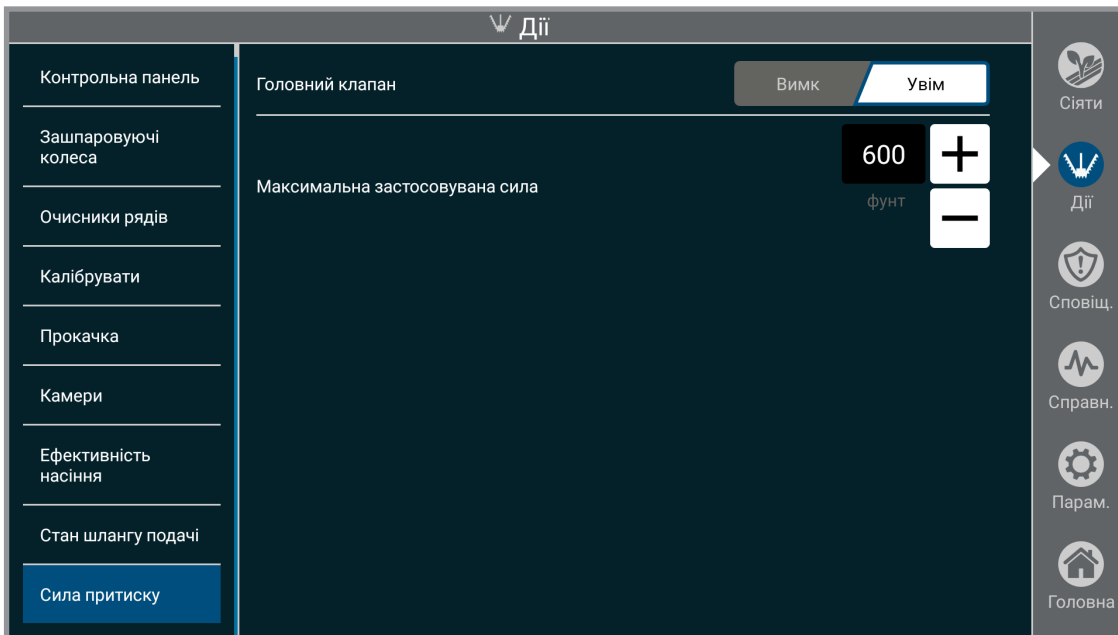 Дії
Контрольна панель
Зашпаровуючі
колеса
Очисники рядів
Калібрувати
Прокачка
Камери
Ефективність
насіння
Стан шлангу подачі
Сила притиску
Головний клапан
Вимк
Увім
Максимальна застосовувана сила
600
фунт
Сіяти
Дії
Сповіщ.
Справн.
Парам.
Головна